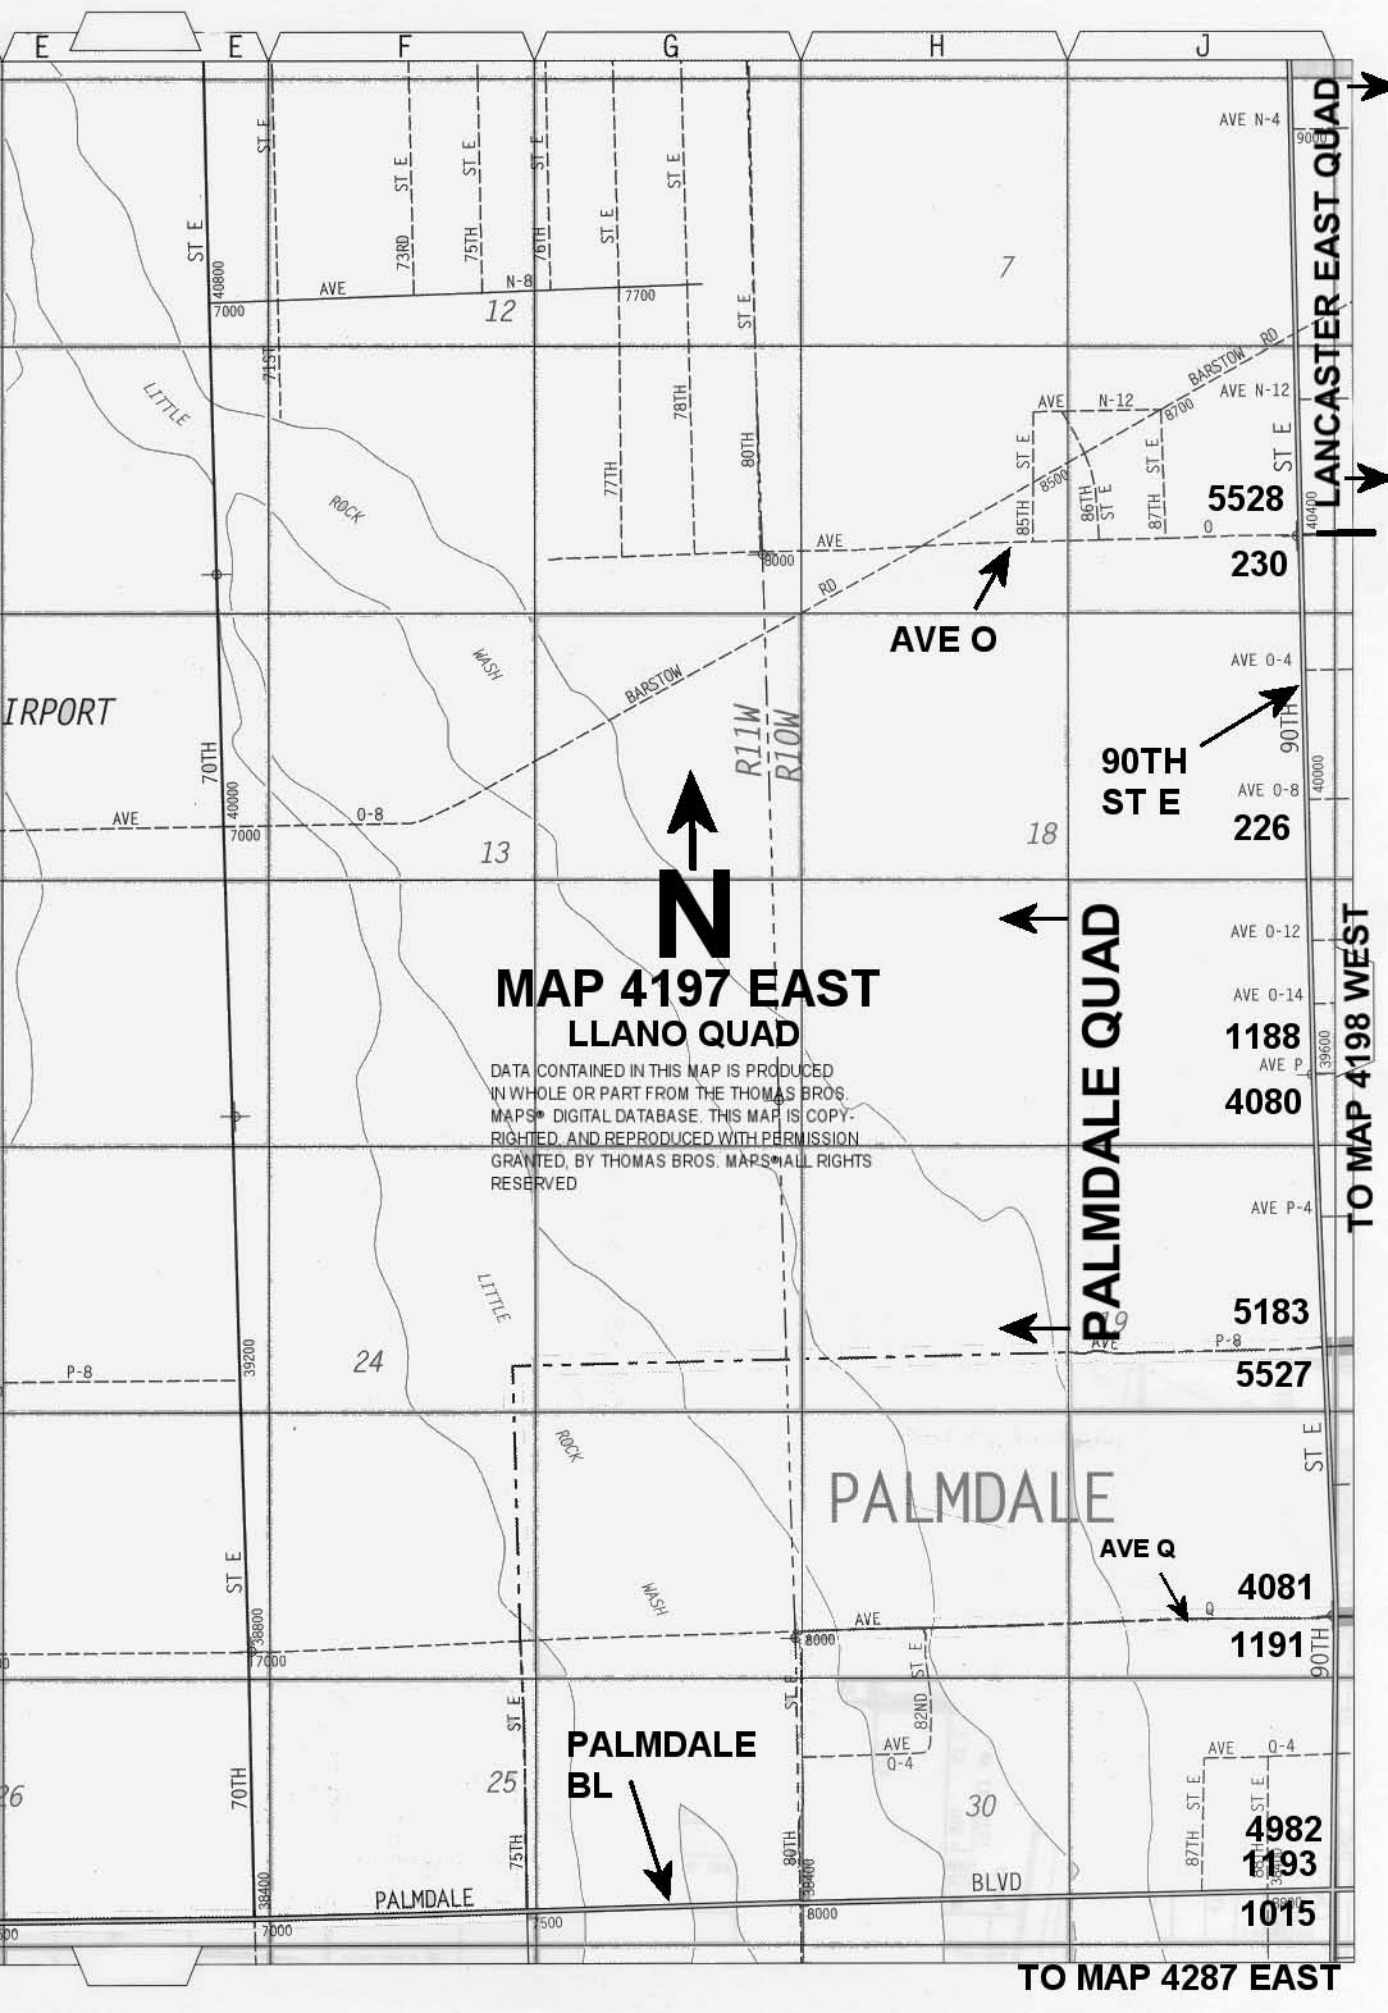 E E F G H J
AVE N-4
9000
LANCASTER EAST QUAD
ST E
ST E
73RD ST E
75TH ST E
76TH ST E
ST E
ST E
40800
7000
AVE N-8
7700
12
7
71ST
LITTLE
ROCK
WASH
77TH
78TH
80TH ST E
BARSTOW RD
AVE N-12
AVE N-12
8700
8500
85TH ST E
86TH ST E
87TH ST E
ST E
5528
40400
AVE O
8000
230
RD
AVE O
BARSTOW
AVE O-4
IRPORT
R11W
R10W
90TH
90TH
ST E
70TH
40000
7000
AVE O-8
AVE O-8
40000
226
13
18
N
MAP 4197 EAST
LLANO QUAD
DATA CONTAINED IN THIS MAP IS PRODUCED
IN WHOLE OR PART FROM THE THOMAS BROS.
MAPS® DIGITAL DATABASE. THIS MAP IS COPY-
RIGHTED, AND REPRODUCED WITH PERMISSION
GRANTED, BY THOMAS BROS. MAPS® ALL RIGHTS
RESERVED
PALMDALE QUAD
AVE O-12
AVE O-14
1188
AVE P
39600
4080
TO MAP 4198 WEST
AVE P-4
LITTLE
5183
19
AVE P-8
5527
39200
P-8
24
ROCK
ST E
PALMDALE
AVE Q
4081
ST E
WASH
AVE Q
38800
7000
8000
1191
90TH
82ND ST E
AVE
Q-4
ST E
ST E
PALMDALE
BL
AVE Q-4
26
70TH
25
30
87TH ST E
88TH ST E
4982
1193
75TH
80TH
38400
38400
38400
PALMDALE BLVD
7000
7500
8000
8800
1015
TO MAP 4287 EAST